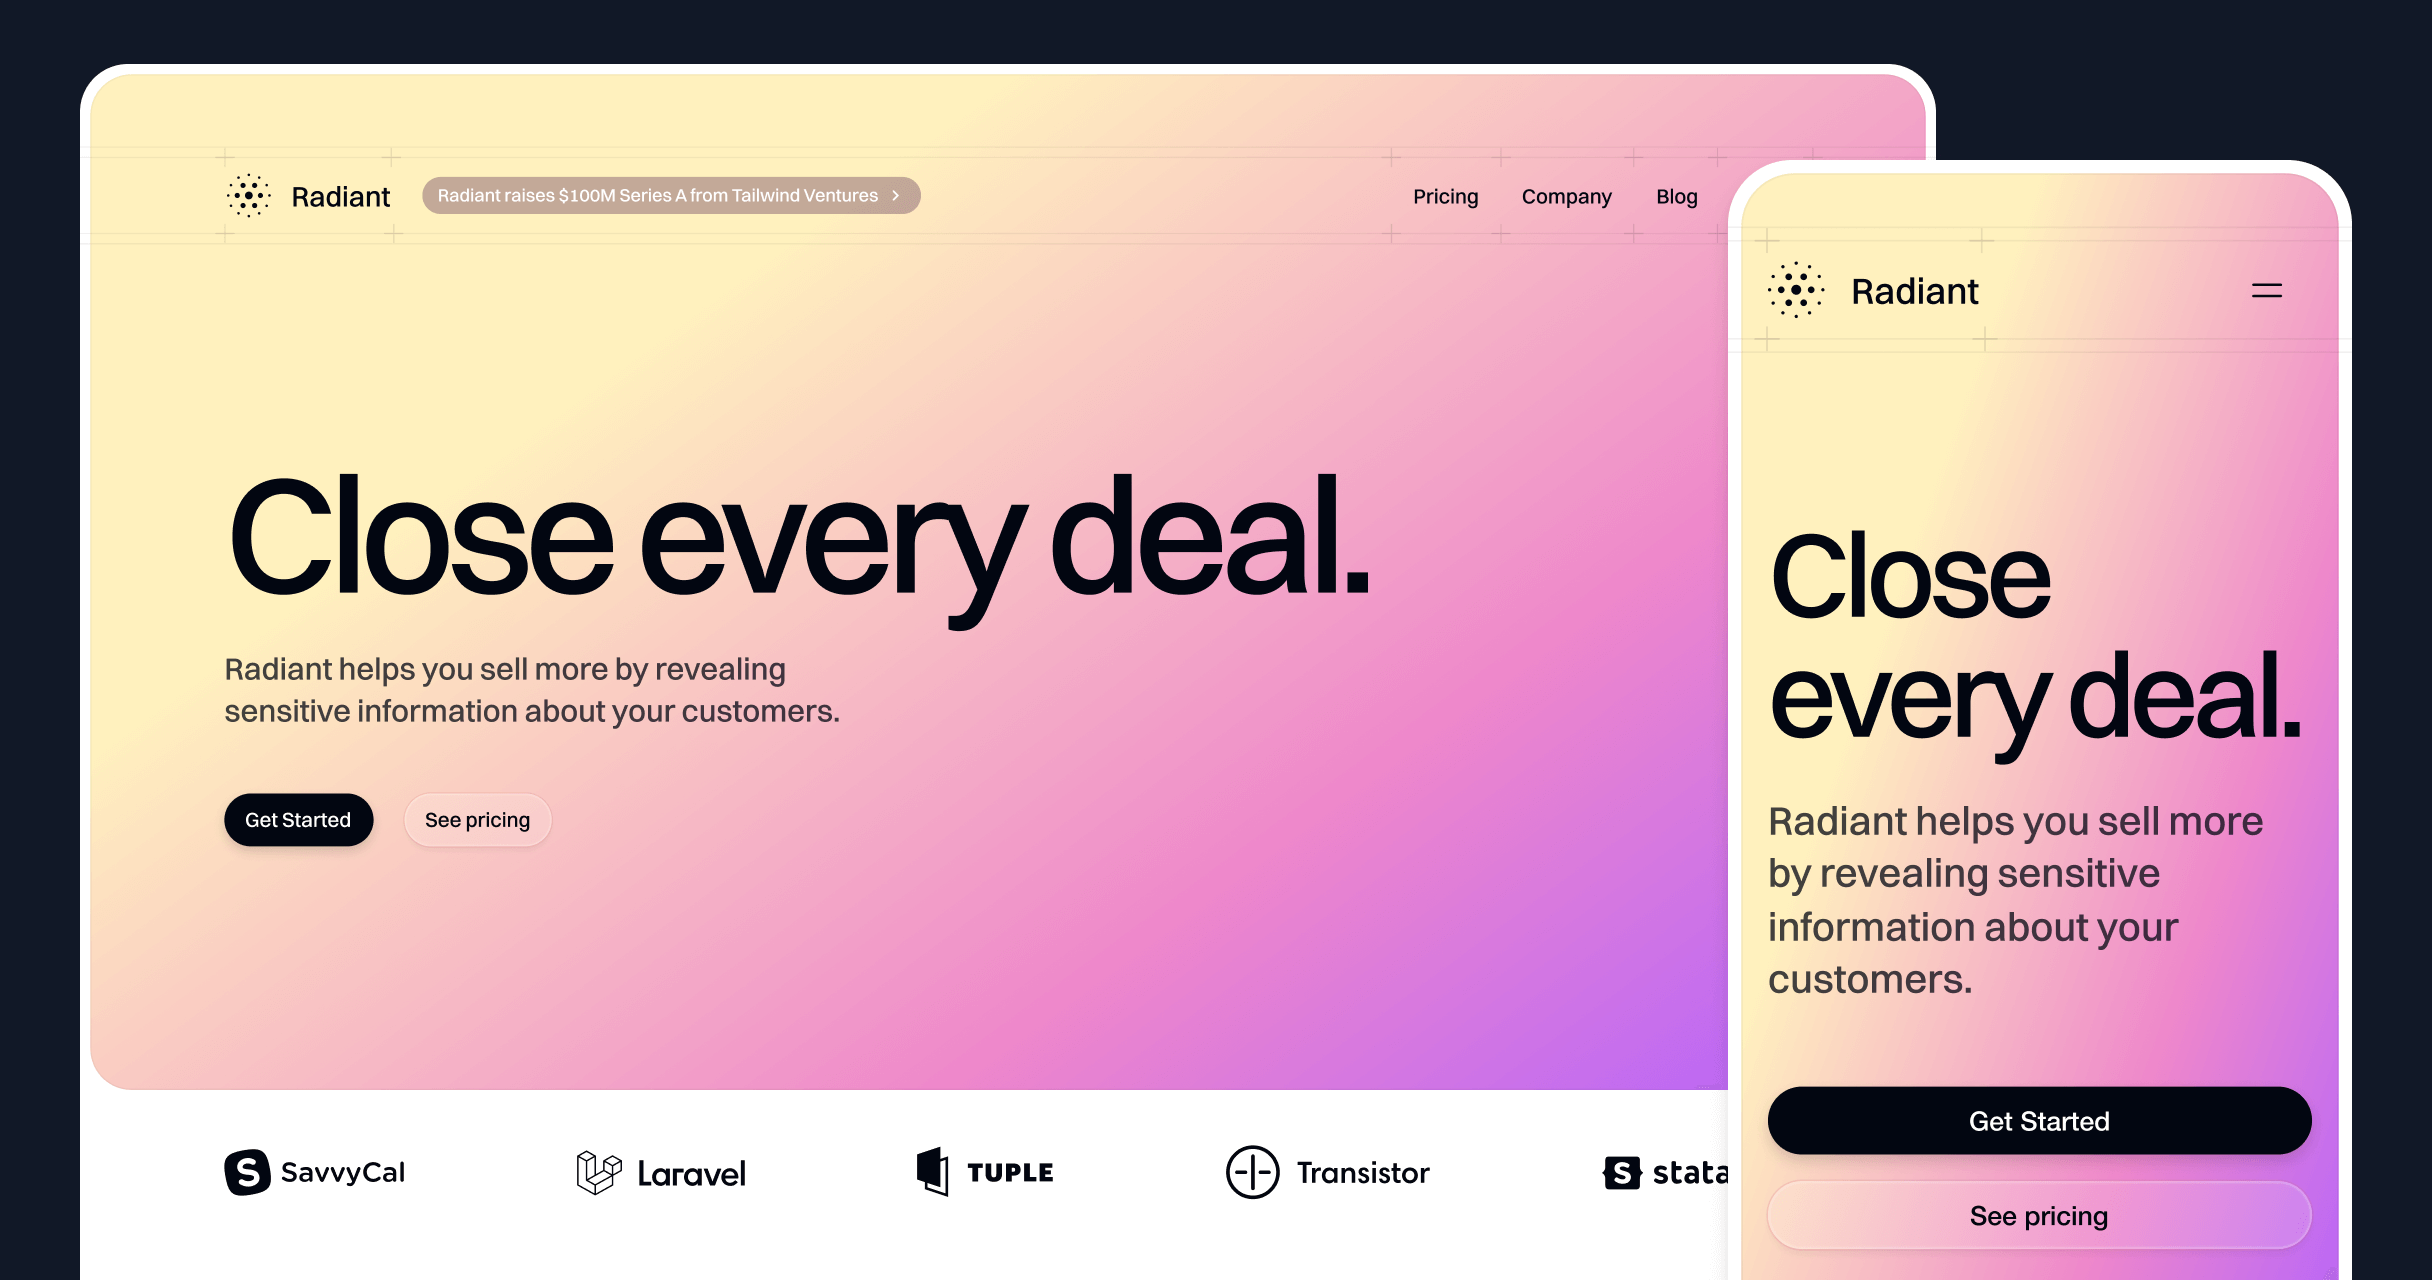 Radiant
Radiant raises $100M Series A from Tailwind Ventures
Pricing
Company
Blog
Close every deal.
Radiant helps you sell more by revealing
sensitive information about your customers.
Get Started
See pricing
S SavvyCal
Laravel
TUPLE
Transistor
S stata
Radiant
Close
every deal.
Radiant helps you sell more
by revealing sensitive
information about your
customers.
Get Started
See pricing